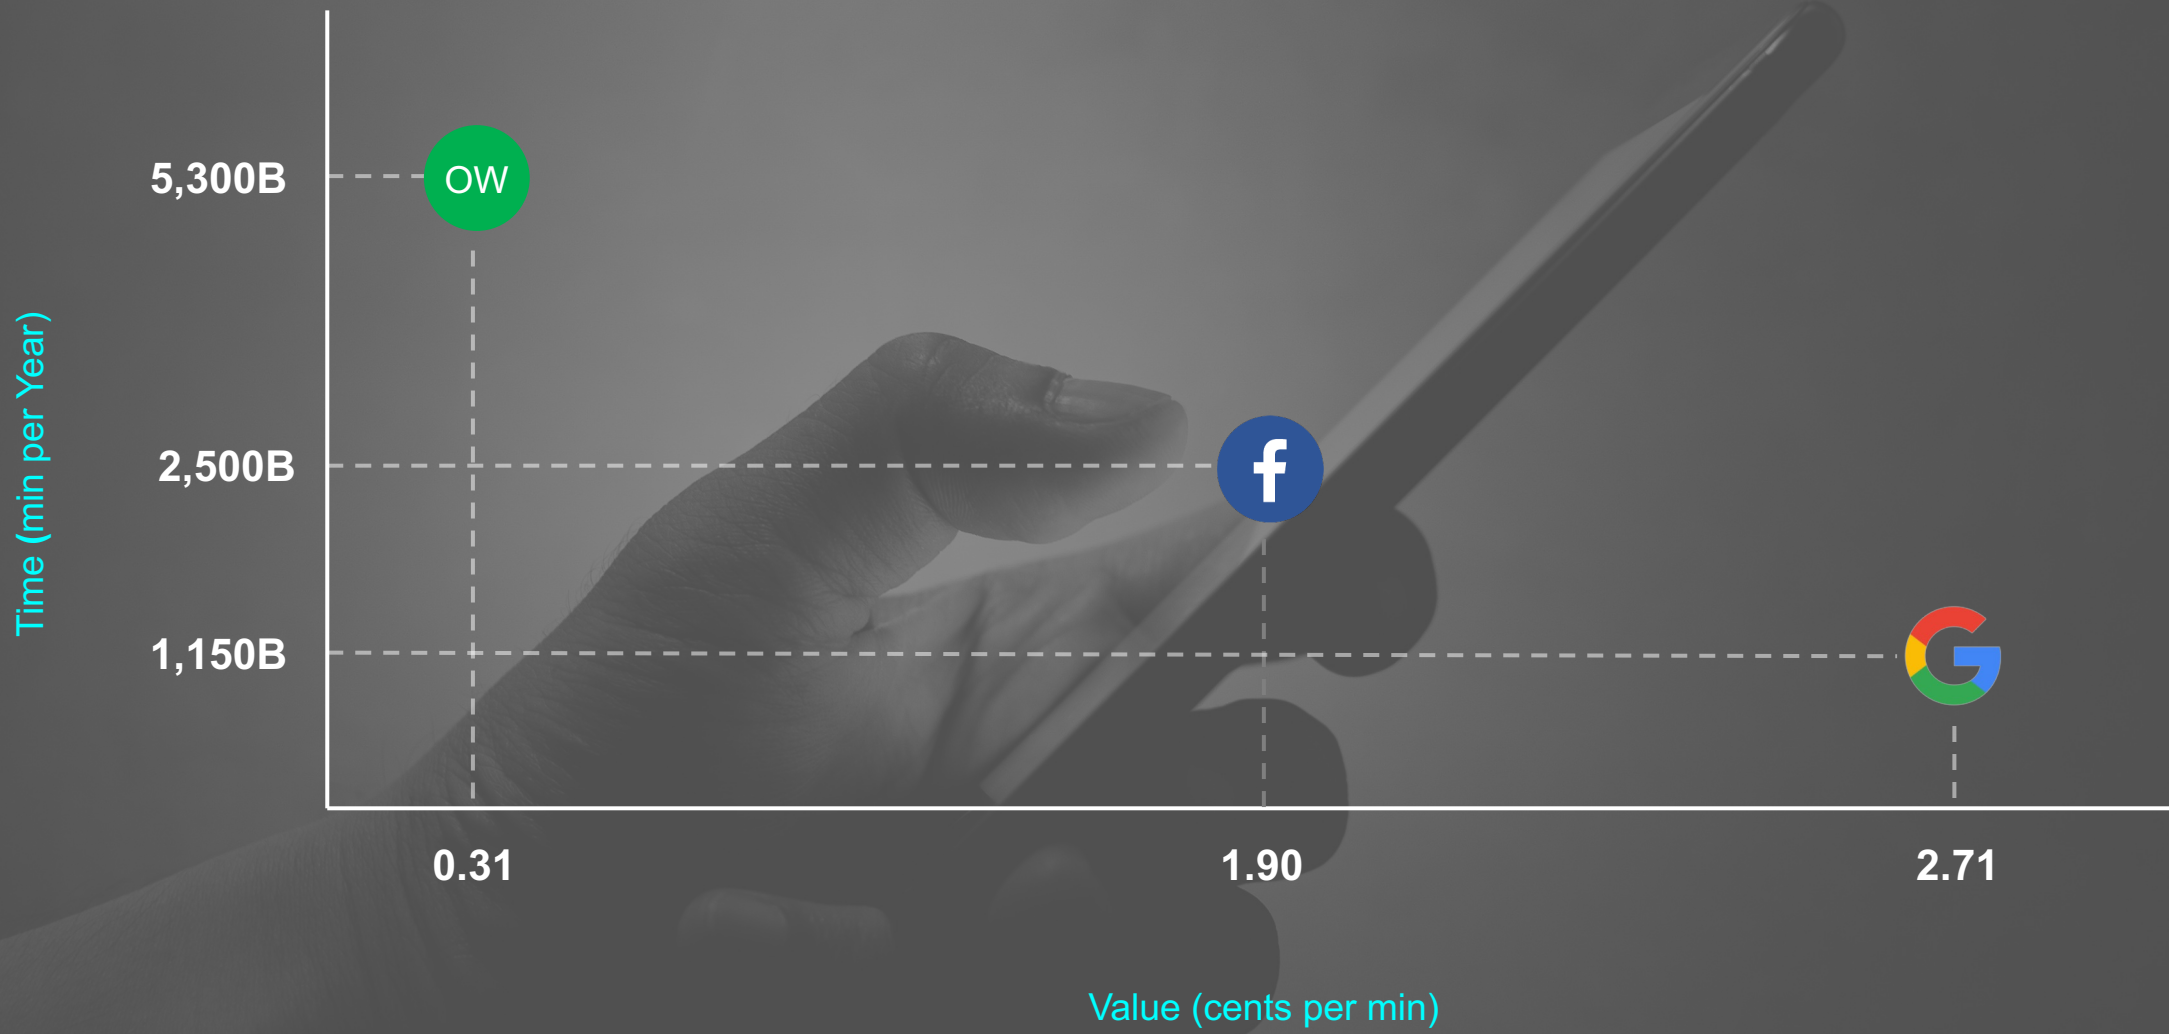 5,300B
OW
2,500B
f
1,150B
G
0.31
1.90
2.71
Time (min per Year)
Value (cents per min)